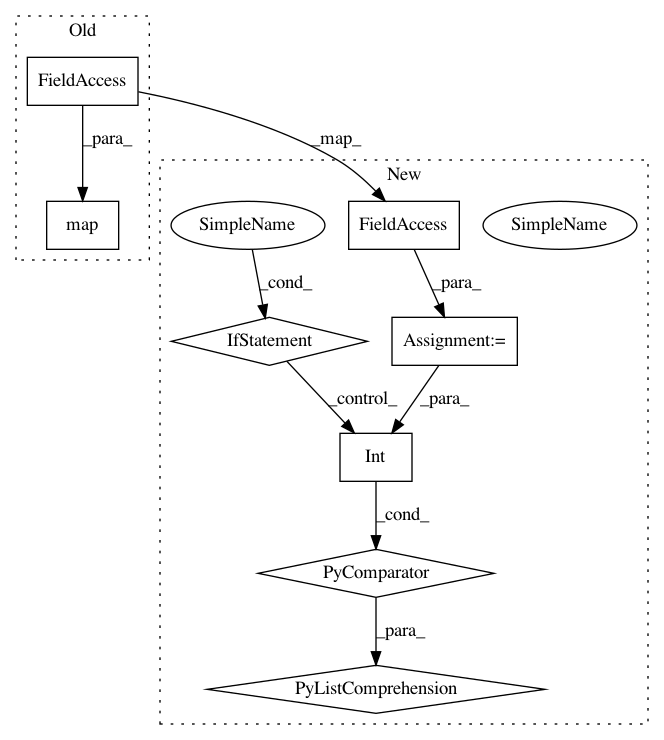 Old
FieldAccess
_para_
_map_
map
New
SimpleName
FieldAccess
SimpleName
_cond_
_para_
IfStatement
Assignment:=
_control_
_para_
Int
_cond_
PyComparator
_para_
PyListComprehension